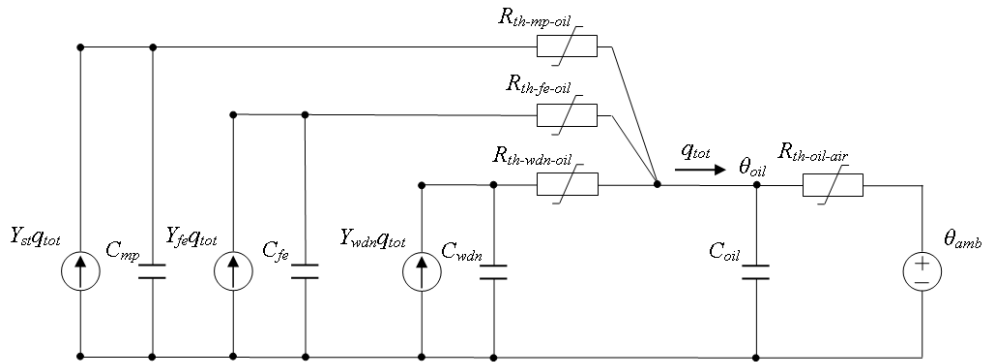 R_th-mp-oil
R_th-fe-oil
R_th-wdn-oil
q_tot
θ_oil
R_th-oil-air
Y_st q_tot
C_mp
Y_fe q_tot
C_fe
Y_wdn q_tot
C_wdn
C_oil
θ_amb